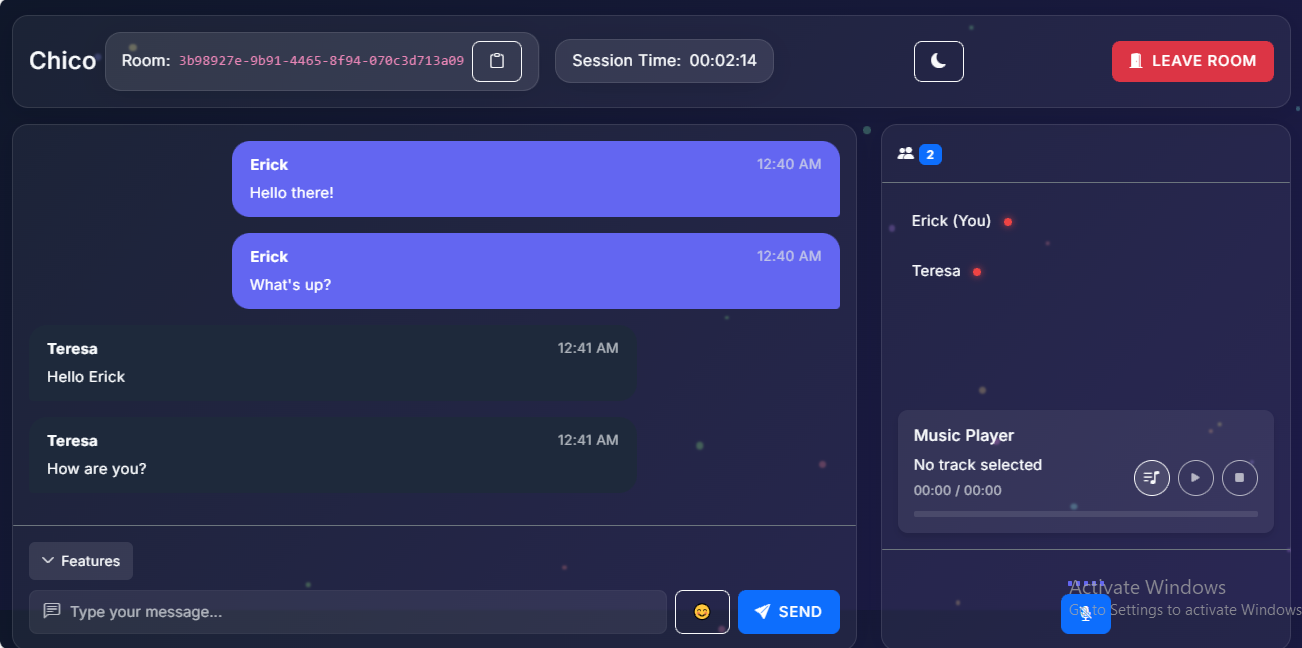 Chico
Room: 3b98927e-9b91-4465-8f94-070c3d713a09
Session Time: 00:02:14
LEAVE ROOM
Erick 12:40 AM
Hello there!
Erick 12:40 AM
What's up?
Teresa 12:41 AM
Hello Erick
Teresa 12:41 AM
How are you?
Features
Type your message...
SEND
2
Erick (You)
Teresa
Music Player
No track selected
00:00 / 00:00
Activate Windows
Go to Settings to activate Windows